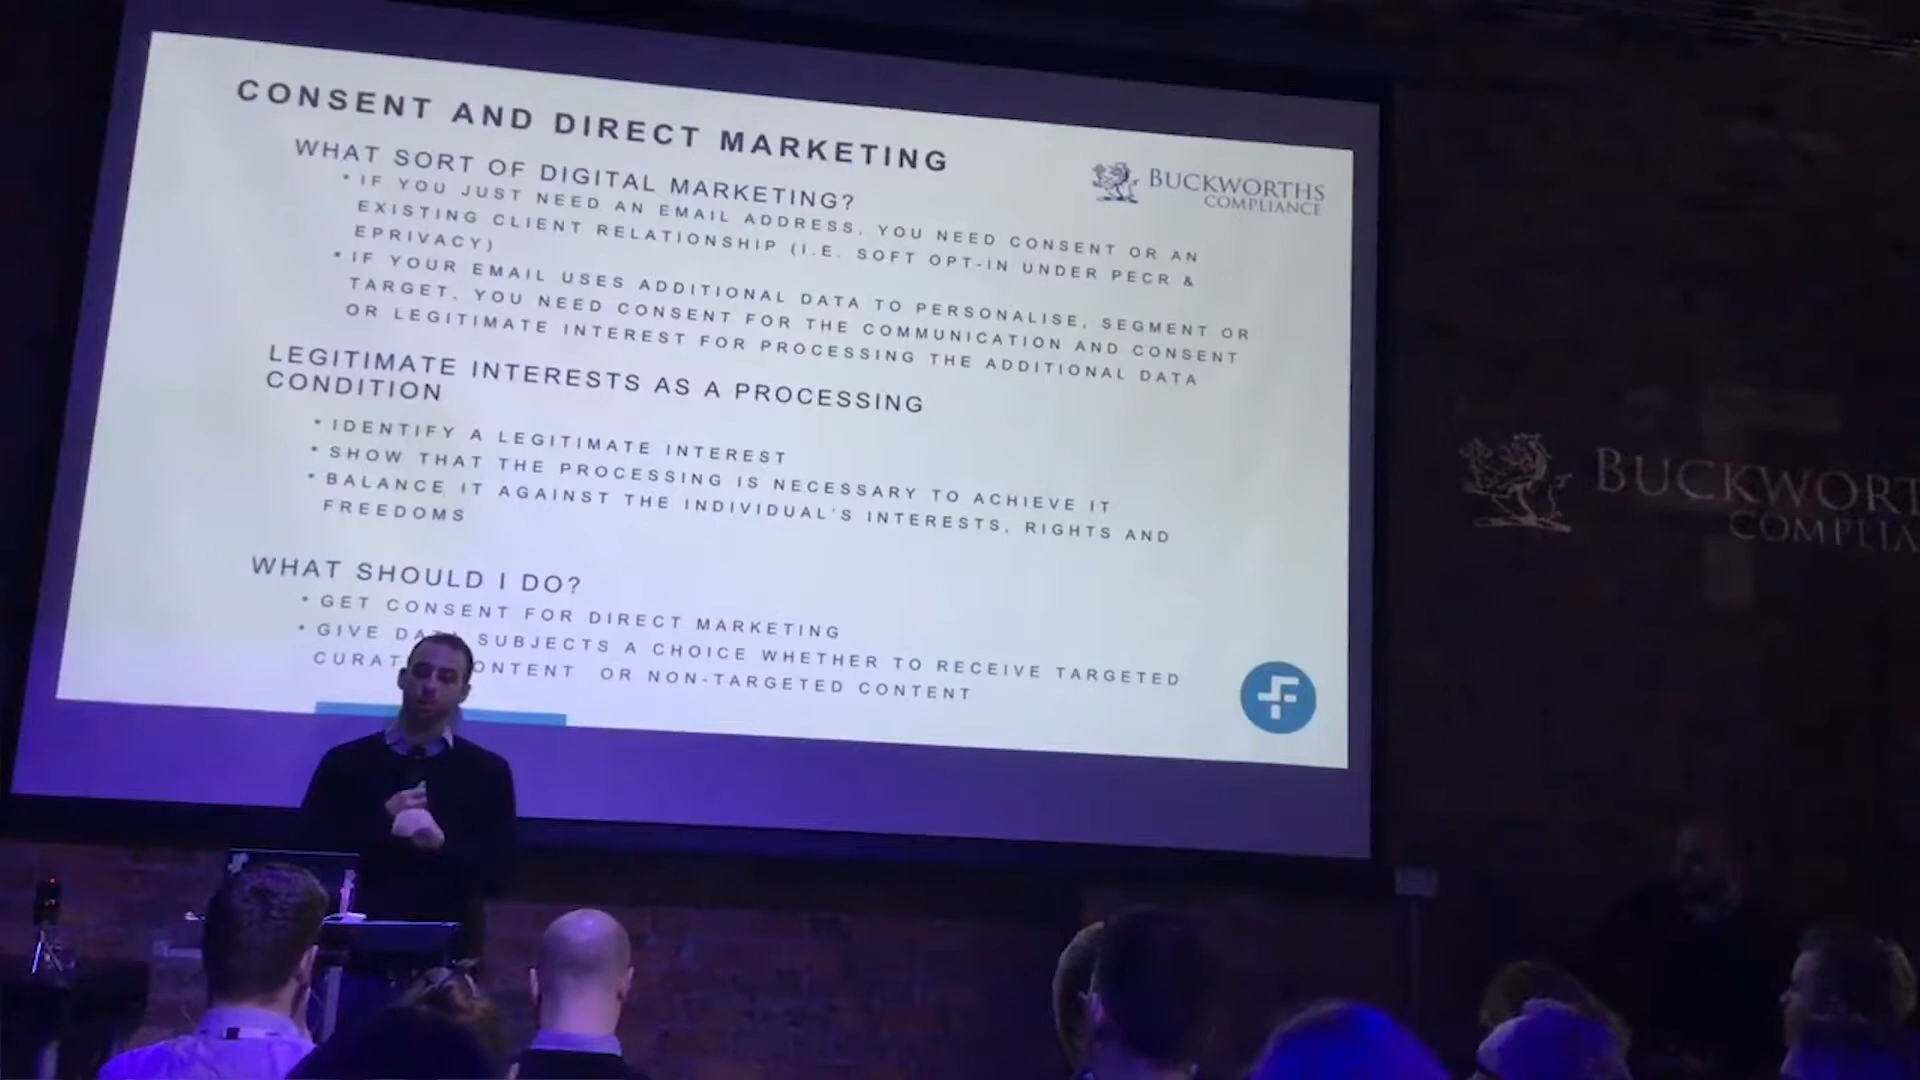 CONSENT AND DIRECT MARKETING
BUCKWORTHS
COMPLIANCE
WHAT SORT OF DIGITAL MARKETING?
• IF YOU JUST NEED AN EMAIL ADDRESS, YOU NEED CONSENT OR AN
EXISTING CLIENT RELATIONSHIP (I.E. SOFT OPT-IN UNDER PECR &
EPRIVACY)
• IF YOUR EMAIL USES ADDITIONAL DATA TO PERSONALISE, SEGMENT OR
TARGET, YOU NEED CONSENT FOR THE COMMUNICATION AND CONSENT
OR LEGITIMATE INTEREST FOR PROCESSING THE ADDITIONAL DATA
LEGITIMATE INTERESTS AS A PROCESSING
CONDITION
• IDENTIFY A LEGITIMATE INTEREST
• SHOW THAT THE PROCESSING IS NECESSARY TO ACHIEVE IT
• BALANCE IT AGAINST THE INDIVIDUAL'S INTERESTS, RIGHTS AND
FREEDOMS
WHAT SHOULD I DO?
• GET CONSENT FOR DIRECT MARKETING
• GIVE SUBJECTS A CHOICE WHETHER TO RECEIVE TARGETED
OR NON-TARGETED CONTENT
BUCKWORT
COMPLIA